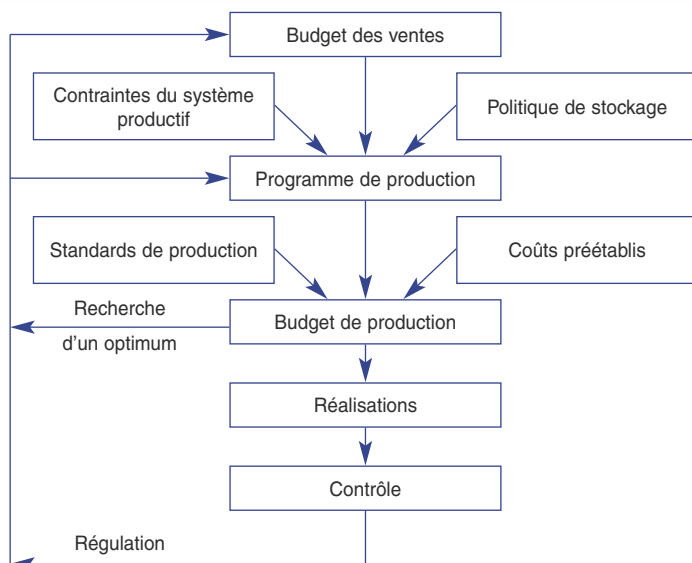 Budget des ventes
Contraintes du système
productif
Politique de stockage
Programme de production
Standards de production
Coûts préétablis
Recherche
d'un optimum
Budget de production
Réalisations
Contrôle
Régulation